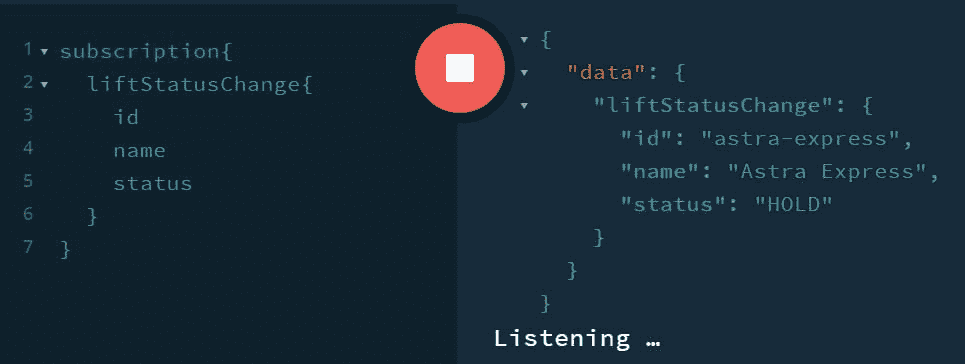 1 subscription{
2 liftStatusChange{
3 id
4 name
5 status
6 }
7 }
{
"data": {
"liftStatusChange": {
"id": "astra-express",
"name": "Astra Express",
"status": "HOLD"
}
}
}
Listening …